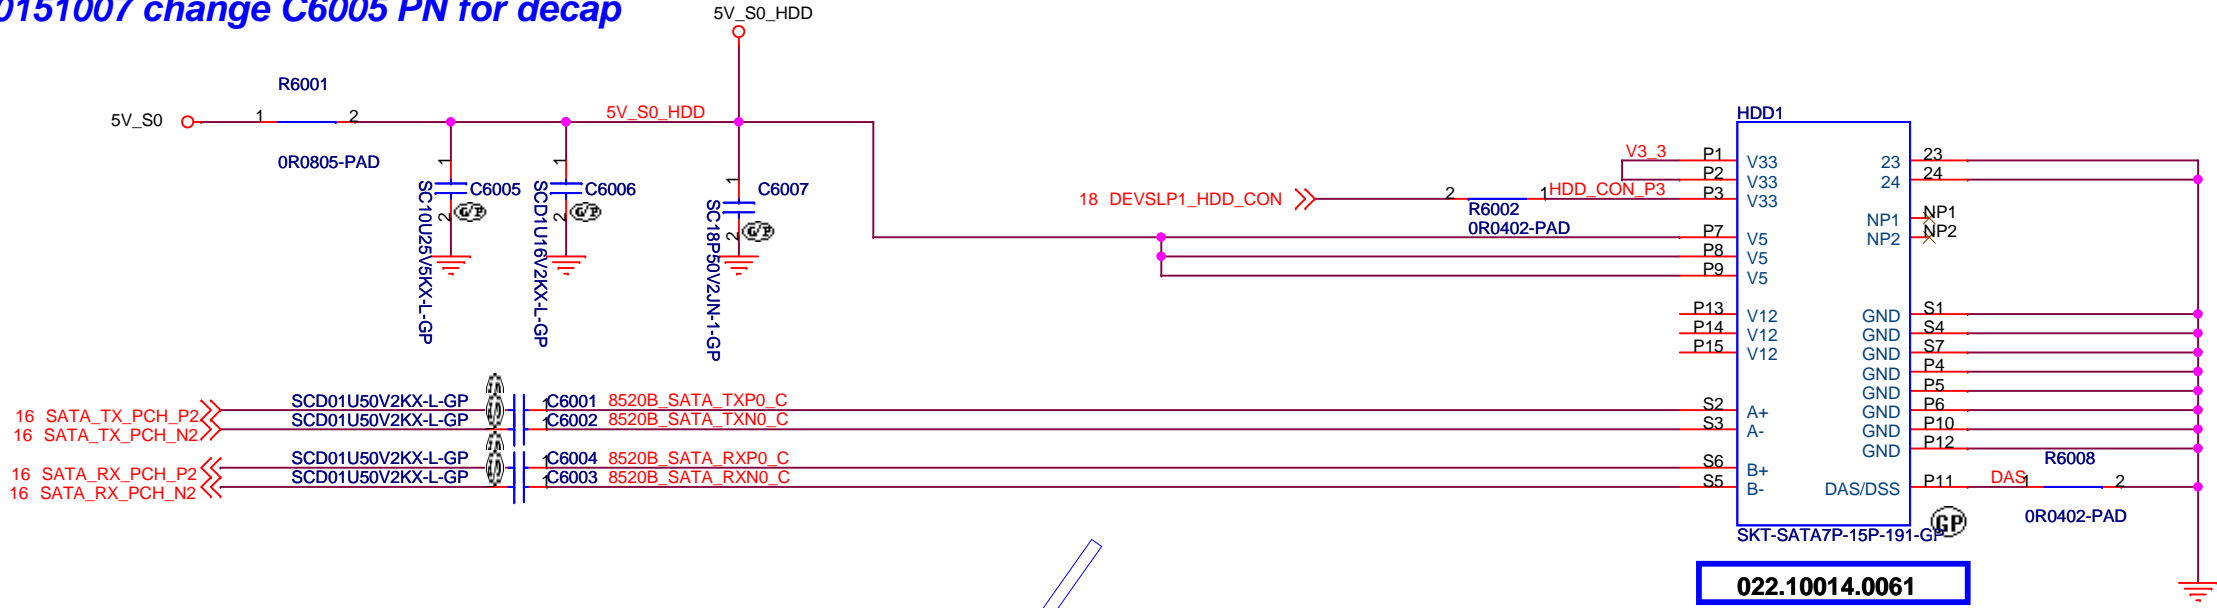 0151007 change C6005 PN for decap
5V_S0_HDD
R6001
5V_S0
1
2
5V_S0_HDD
0R0805-PAD
1
C6005
2
SC10U25V5KX-L-GP
1
C6006
2
SCD1U16V2KX-L-GP
1
C6007
2
SC18P50V2JN-1-GP
G/P
G/P
G/P
18 DEVSLP1_HDD_CON
2
1
HDD_CON_P3
R6002
0R0402-PAD
V3_3
HDD1
P1 V33
P2 V33
P3 V33
P7 V5
P8 V5
P9 V5
P13 V12
P14 V12
P15 V12
S2 A+
S3 A-
S6 B+
S5 B-
23 23
24 24
NP1 NP1
NP2 NP2
GND S1
GND S4
GND S7
GND P4
GND P5
GND P6
GND P10
GND P12
DAS/DSS P11
DAS
1
2
R6008
0R0402-PAD
GP
SKT-SATA7P-15P-191-GP
022.10014.0061
16 SATA_TX_PCH_P2
SCD01U50V2KX-L-GP
1
C6001 8520B_SATA_TXP0_C
16 SATA_TX_PCH_N2
SCD01U50V2KX-L-GP
1
C6002 8520B_SATA_TXN0_C
16 SATA_RX_PCH_P2
SCD01U50V2KX-L-GP
1
C6004 8520B_SATA_RXP0_C
16 SATA_RX_PCH_N2
SCD01U50V2KX-L-GP
1
C6003 8520B_SATA_RXN0_C